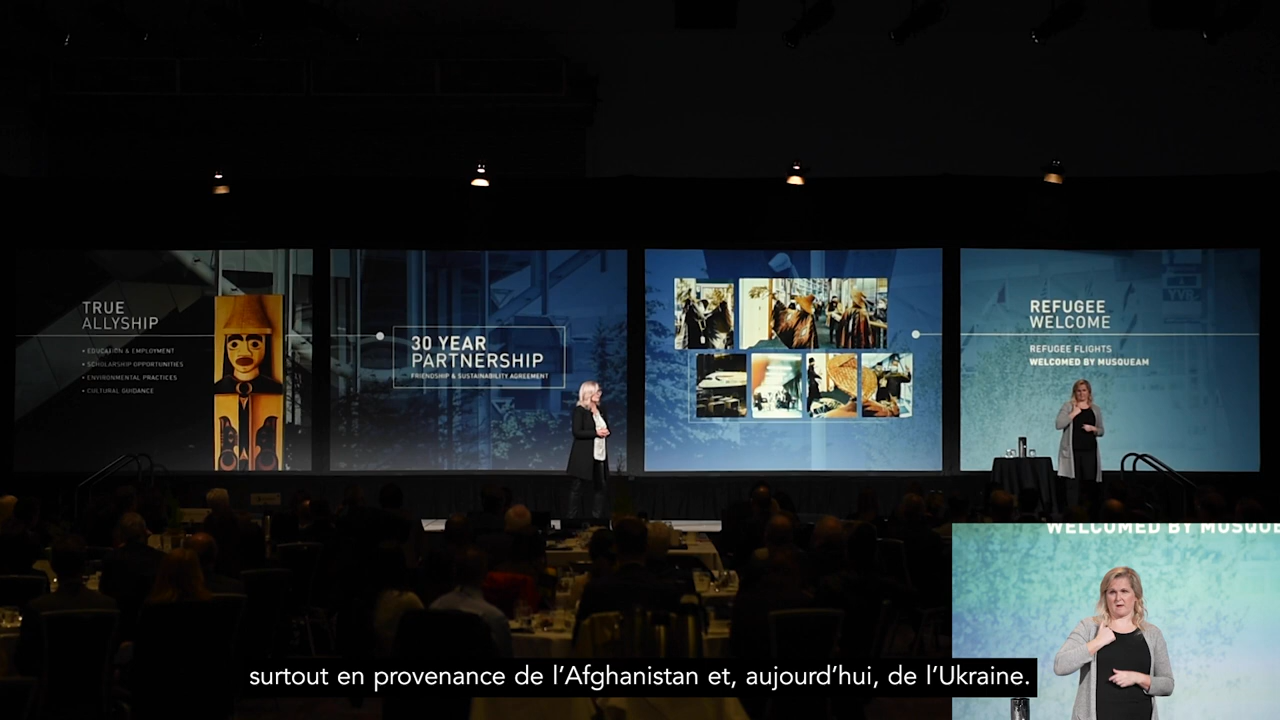 TRUE
ALLYSHIP
• EDUCATION & EMPLOYMENT
• SCHOLARSHIP OPPORTUNITIES
• ENVIRONMENTAL PRACTICES
• CULTURAL GUIDANCE
30 YEAR
PARTNERSHIP
FRIENDSHIP & SUSTAINABILITY AGREEMENT
YVR
REFUGEE
WELCOME
REFUGEE FLIGHTS
WELCOMED BY MUSQUEAM
WELCOMED BY MUSQUE
surtout en provenance de l'Afghanistan et, aujourd'hui, de l'Ukraine.